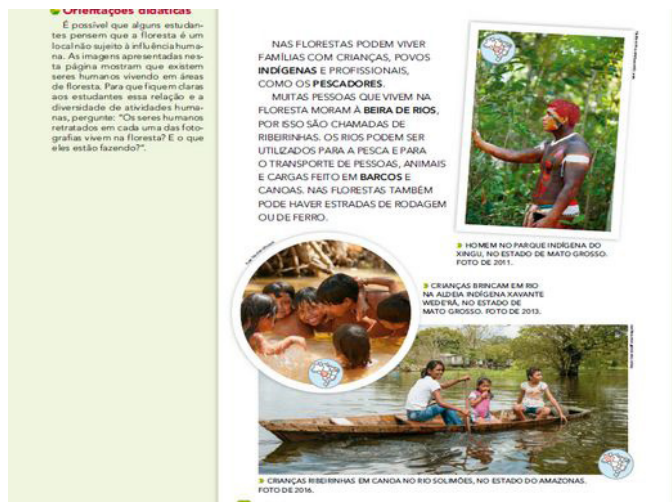 Orientações didáticas
É possível que alguns estudan-
tes pensem que a floresta é um
local não sujeito à influência huma-
na. As imagens apresentadas nes-
ta página mostram que existem
seres humanos vivendo em áreas
de floresta. Para que fiquem claras
aos estudantes essa relação e a
diversidade de atividades huma-
nas, pergunte: "Os seres humanos
retratados em cada uma das foto-
grafias vivem na floresta? E o que
eles estão fazendo?".
NAS FLORESTAS PODEM VIVER
FAMÍLIAS COM CRIANÇAS, POVOS
INDÍGENAS E PROFISSIONAIS,
COMO OS PESCADORES.
MUITAS PESSOAS QUE VIVEM NA
FLORESTA MORAM À BEIRA DE RIOS,
POR ISSO SÃO CHAMADAS DE
RIBEIRINHAS. OS RIOS PODEM SER
UTILIZADOS PARA A PESCA E PARA
O TRANSPORTE DE PESSOAS, ANIMAIS
E CARGAS FEITO EM BARCOS E
CANOAS. NAS FLORESTAS TAMBÉM
PODE HAVER ESTRADAS DE RODAGEM
OU DE FERRO.
HOMEM NO PARQUE INDÍGENA DO
XINGU, NO ESTADO DE MATO GROSSO.
FOTO DE 2011.
CRIANÇAS BRINCAM EM RIO
NA ALDEIA INDÍGENA XAVANTE
WEDE'RÃ, NO ESTADO DE
MATO GROSSO. FOTO DE 2013.
CRIANÇAS RIBEIRINHAS EM CANOA NO RIO SOLIMÕES, NO ESTADO DO AMAZONAS.
FOTO DE 2016.